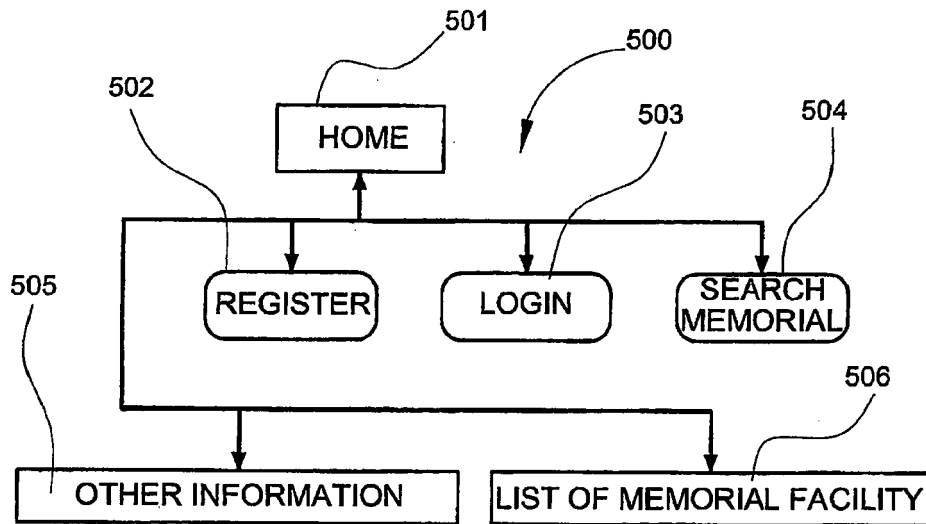 501
500
502
503
504
HOME
REGISTER
LOGIN
SEARCH
MEMORIAL
505
506
OTHER INFORMATION
LIST OF MEMORIAL FACILITY